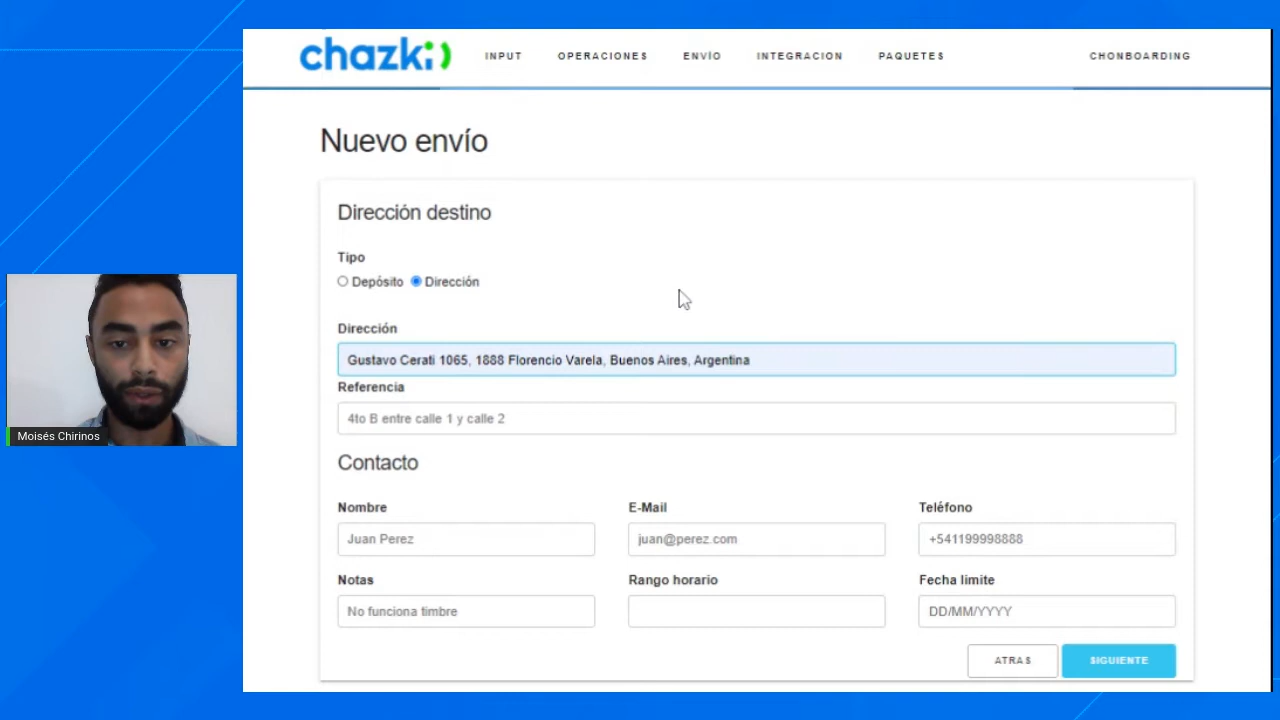 chazki
INPUT OPERACIONES ENVÍO INTEGRACION PAQUETES CHONBOARDING
Nuevo envío
Dirección destino
Tipo
Depósito Dirección
Dirección
Gustavo Cerati 1065, 1888 Florencio Varela, Buenos Aires, Argentina
Referencia
4to B entre calle 1 y calle 2
Contacto
Nombre E-Mail Teléfono
Juan Perez juan@perez.com +541199998888
Notas Rango horario Fecha limite
No funciona timbre DD/MM/YYYY
ATRAS SIGUIENTE
Moisés Chirinos